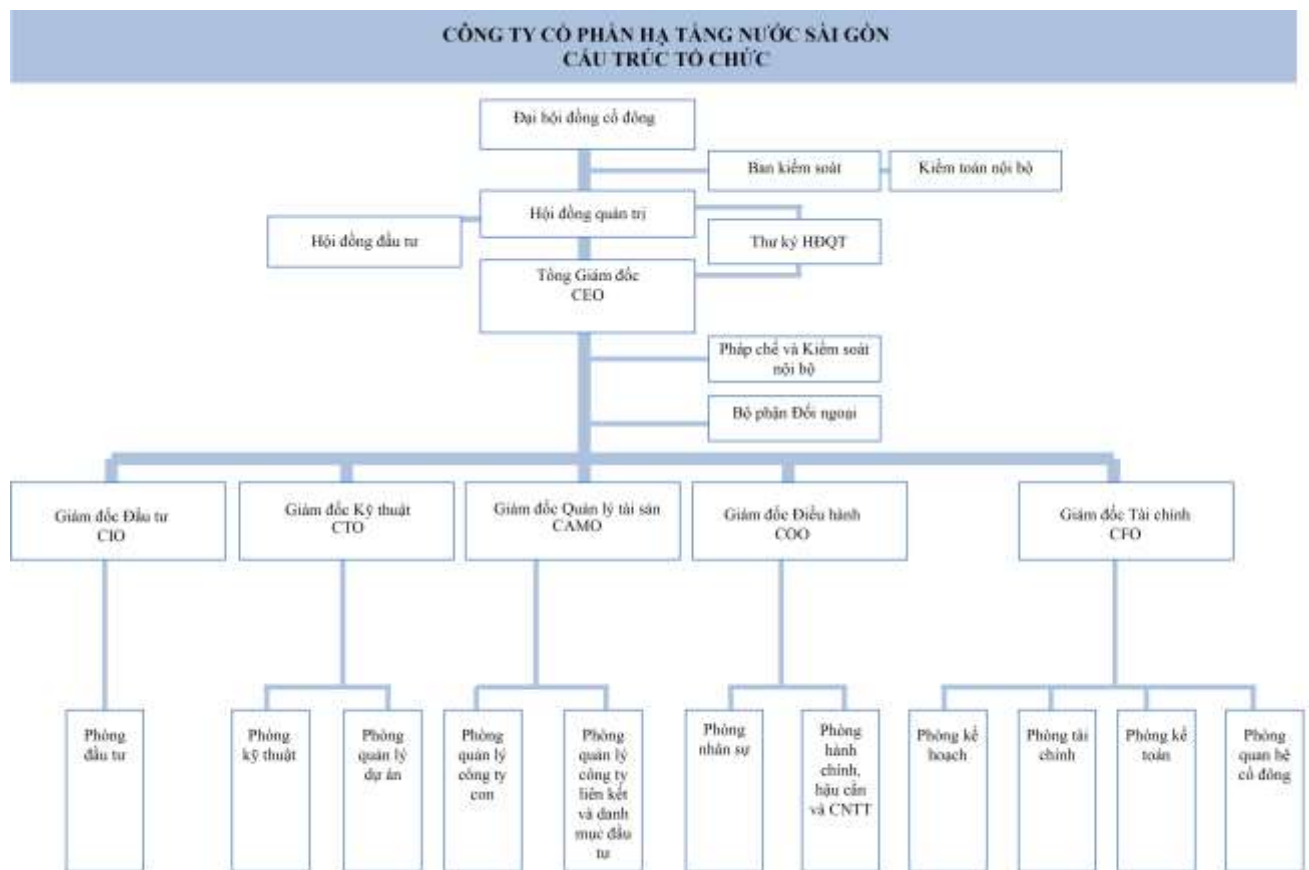 CÔNG TY CỔ PHẦN HẠ TẦNG NƯỚC SÀI GÒN
CẤU TRÚC TỔ CHỨC
Đại hội đồng cổ đông
Ban kiểm soát
Kiểm toán nội bộ
Hội đồng quản trị
Hội đồng đầu tư
Thư ký HĐQT
Tổng Giám đốc
CEO
Pháp chế và Kiểm soát
nội bộ
Bộ phận Đối ngoại
Giám đốc Đầu tư
CIO
Giám đốc Kỹ thuật
CTO
Giám đốc Quản lý tài sản
CAMO
Giám đốc Điều hành
COO
Giám đốc Tài chính
CFO
Phòng
đầu tư
Phòng
kỹ thuật
Phòng
quản lý
dự án
Phòng
quản lý
công ty
con
Phòng
quản lý
công ty
liên kết
và danh
mục đầu
tư
Phòng
nhân sự
Phòng
hành
chính,
hậu cần
và CNTT
Phòng kế
hoạch
Phòng tài
chính
Phòng kế
toán
Phòng
quan hệ
cổ đông